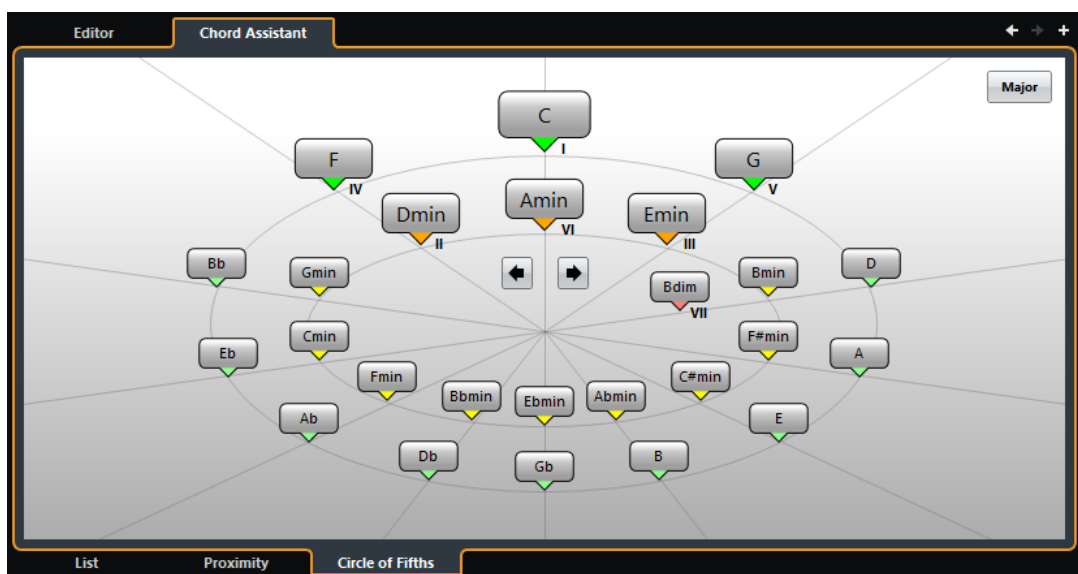 Editor
Chord Assistant
Major
C
I
F
IV
G
V
Dmin
II
Amin
VI
Emin
III
Bb
Gmin
Bdim
VII
Bmin
D
Eb
Cmin
F#min
A
Fmin
C#min
Bbmin
Ebmin
Abmin
Ab
E
Db
Gb
B
List
Proximity
Circle of Fifths